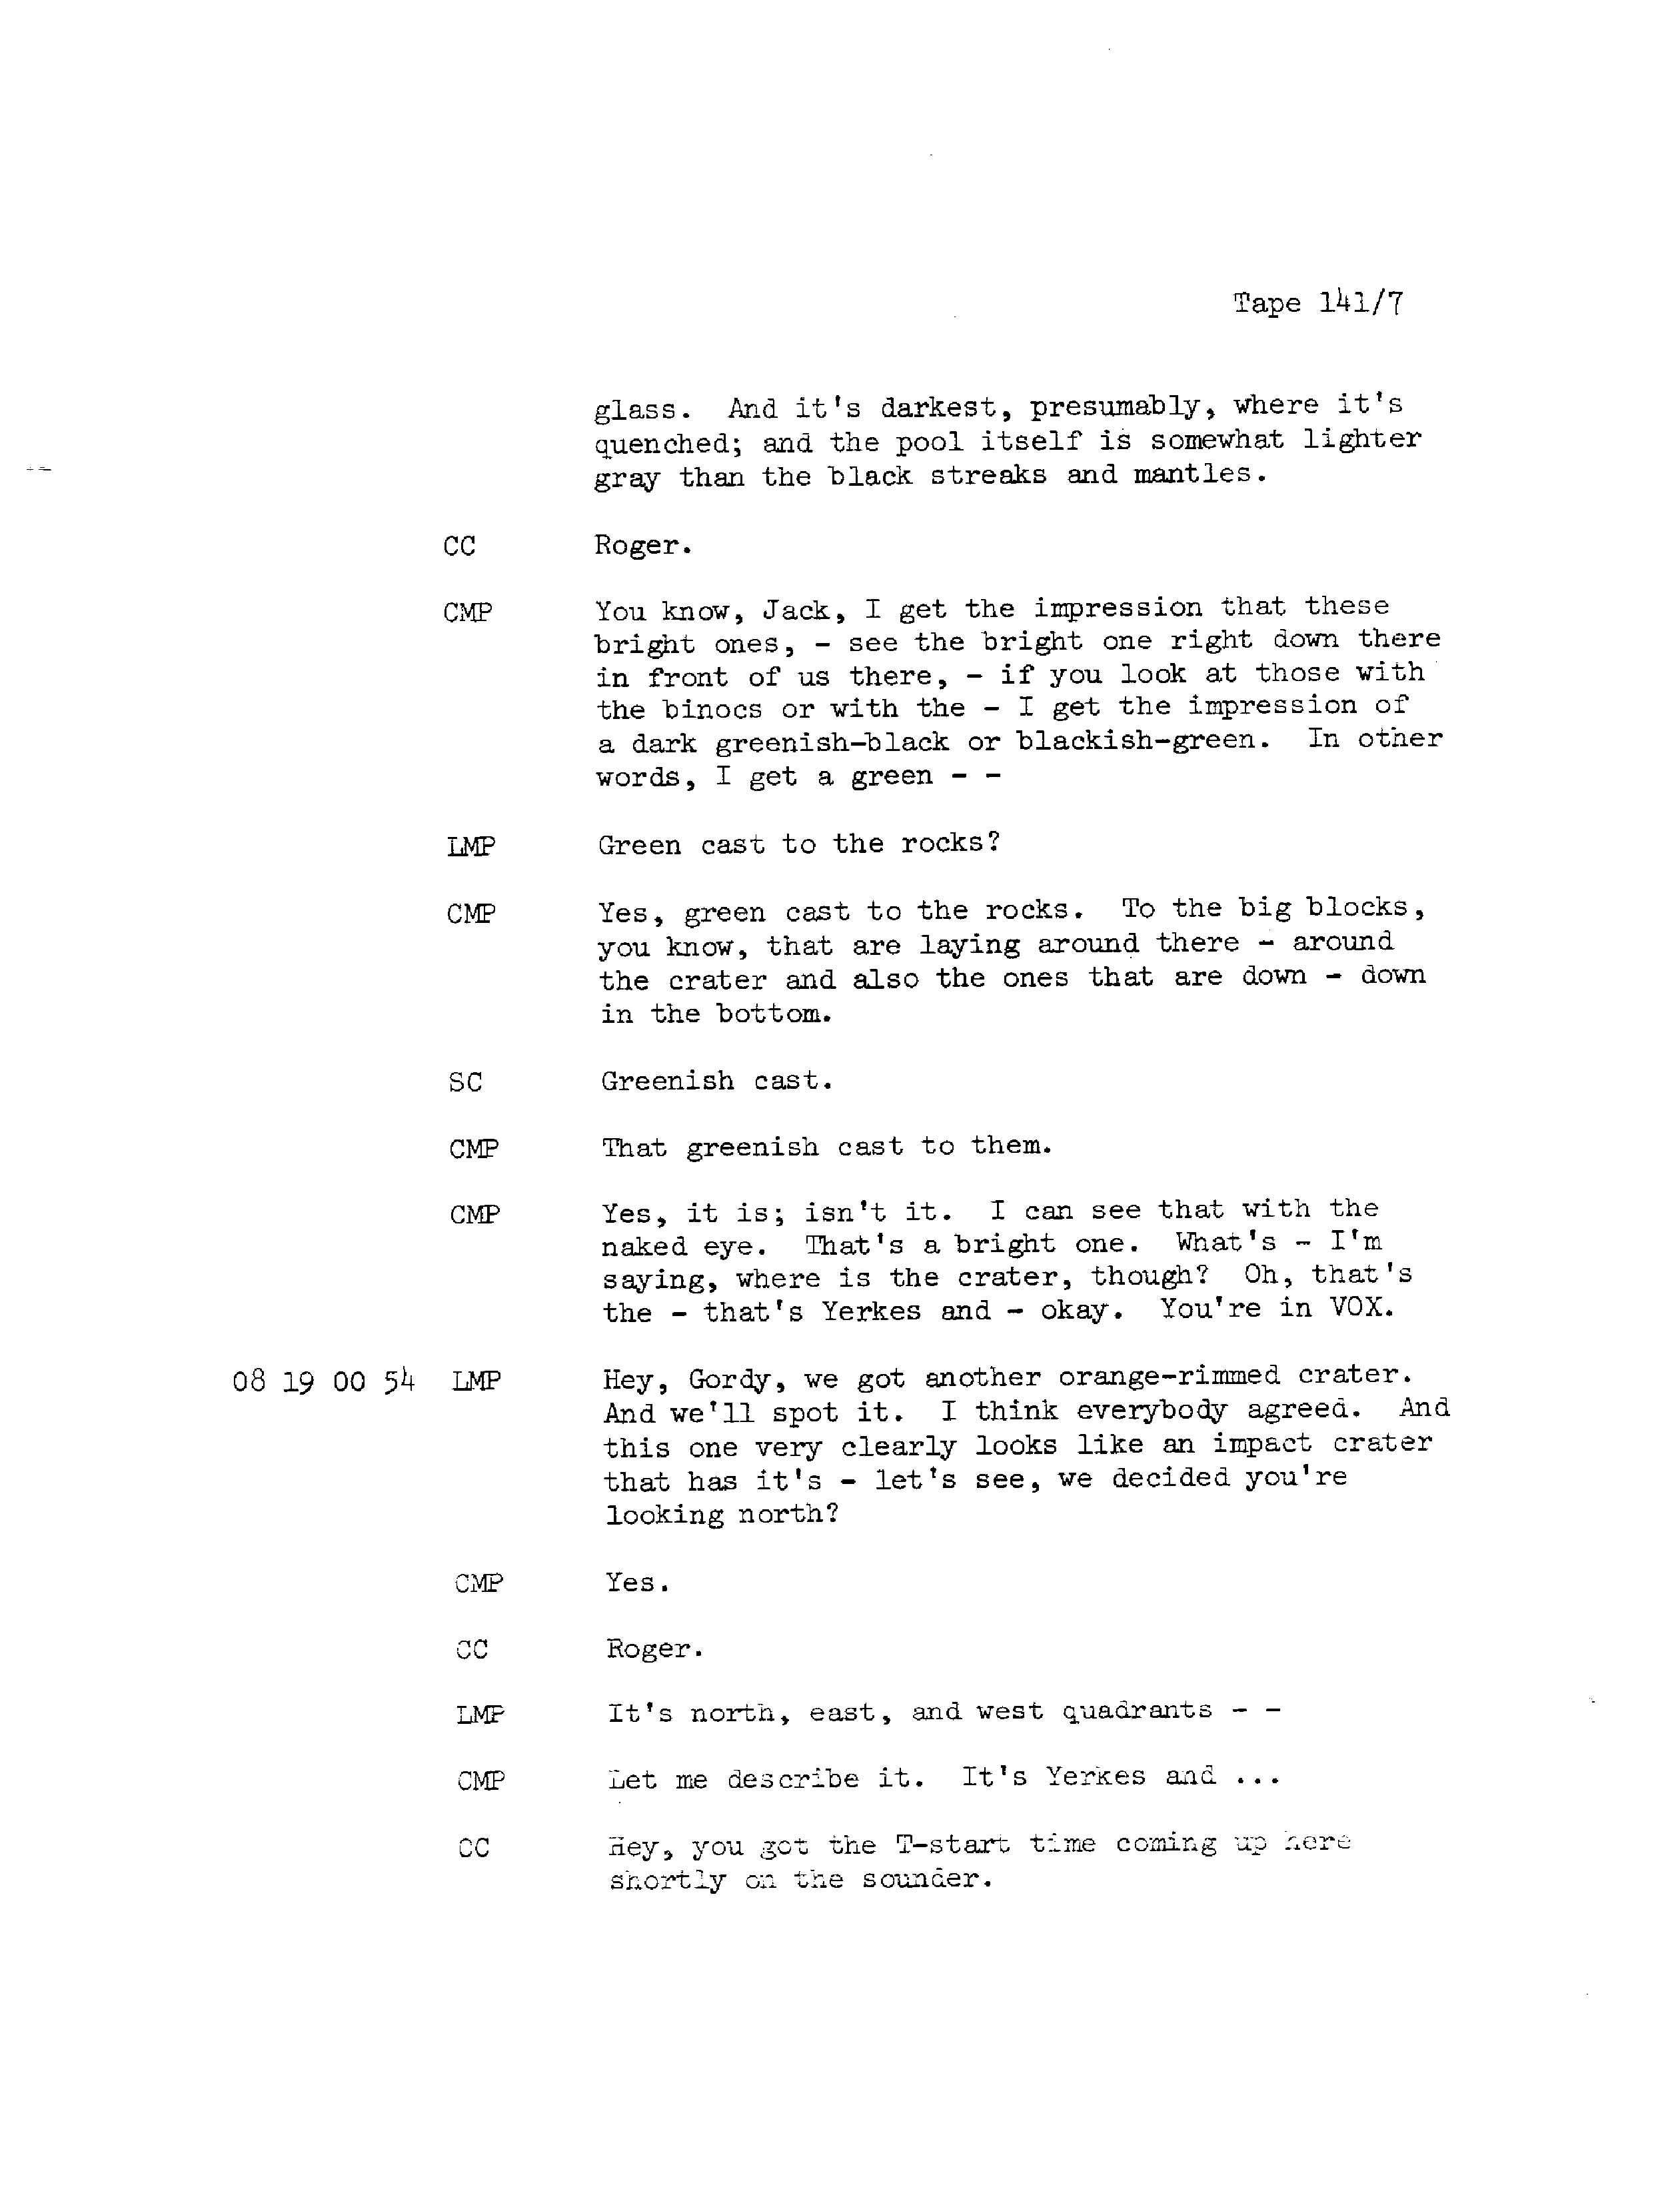 Tape 141/7
glass. And it's darkest, presumably, where it's
quenched; and the pool itself is somewhat lighter
gray than the black streaks and mantles.
CC Roger.
CMP You know, Jack, I get the impression that these
bright ones, - see the bright one right down there
in front of us there, - if you look at those with
the binocs or with the - I get the impression of
a dark greenish-black or blackish-green. In other
words, I get a green - -
LMP Green cast to the rocks?
CMP Yes, green cast to the rocks. To the big blocks,
you know, that are laying around there - around
the crater and also the ones that are down - down
in the bottom.
SC Greenish cast.
CMP That greenish cast to them.
CMP Yes, it is; isn't it. I can see that with the
naked eye. That's a bright one. What's - I'm
saying, where is the crater, though? Oh, that's
the - that's Yerkes and - okay. You're in VOX.
08 19 00 54 LMP Hey, Gordy, we got another orange-rimmed crater.
And we'll spot it. I think everybody agreed. And
this one very clearly looks like an impact crater
that has it's - let's see, we decided you're
looking north?
CMP Yes.
CC Roger.
LMP It's north, east, and west quadrants - -
CMP Let me describe it. It's Yerkes and ...
CC Hey, you got the T-start time coming up here
shortly on the sounder.